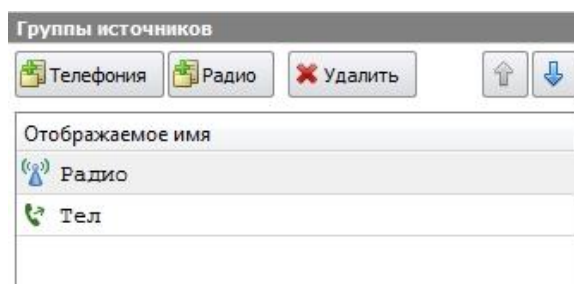 Группы источников
Телефония Радио Удалить
Отображаемое имя
Радио
Тел